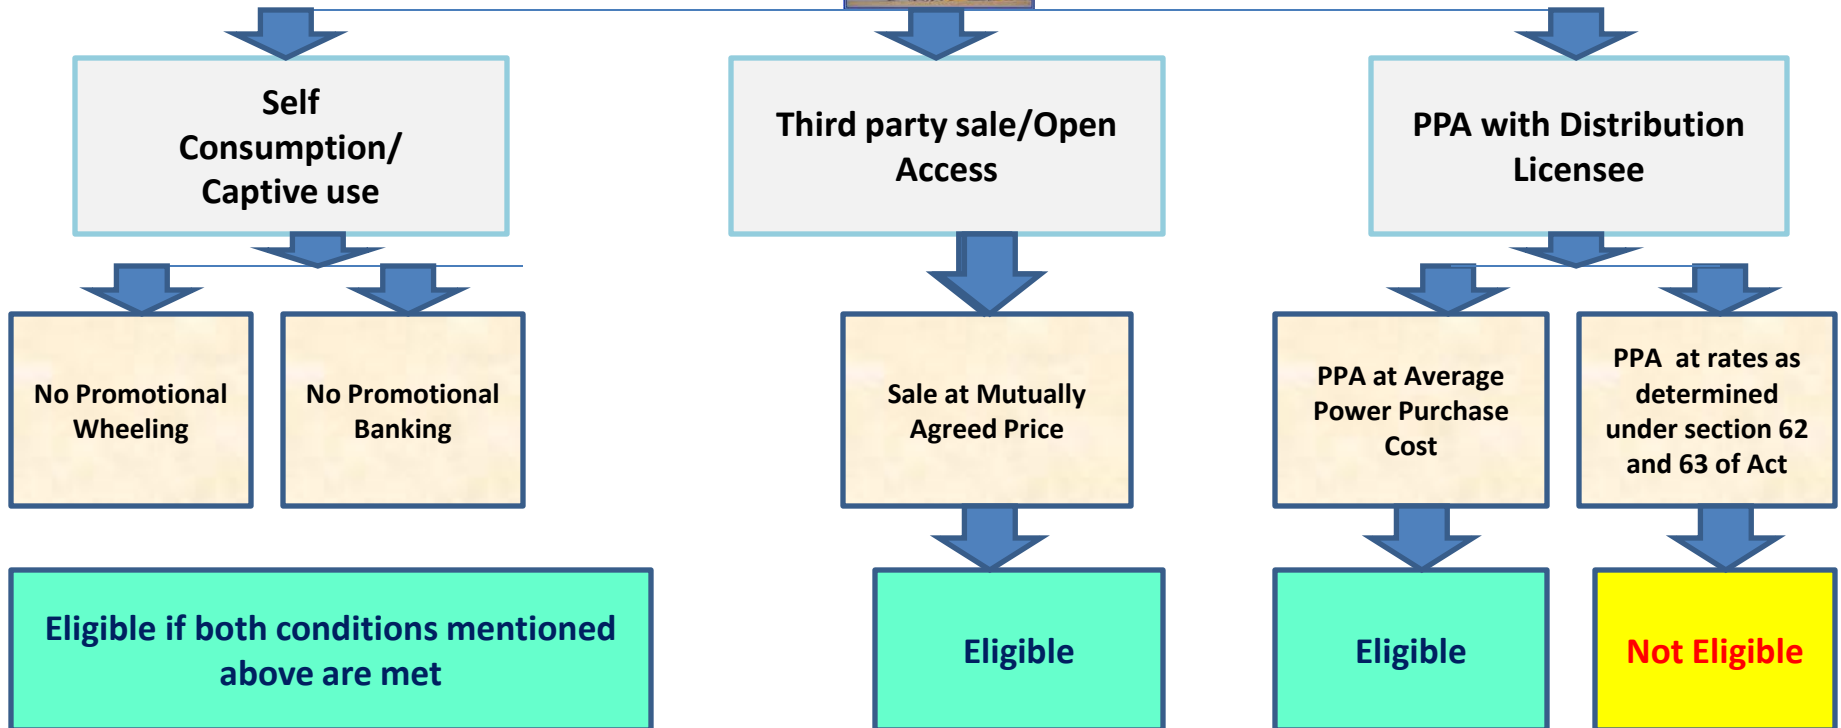 Self
Consumption/
Captive use
Third party sale/Open
Access
PPA with Distribution
Licensee
No Promotional
Wheeling
No Promotional
Banking
Sale at Mutually
Agreed Price
PPA at Average
Power Purchase
Cost
PPA at rates as
determined
under section 62
and 63 of Act
Eligible if both conditions mentioned
above are met
Eligible
Eligible
Not Eligible